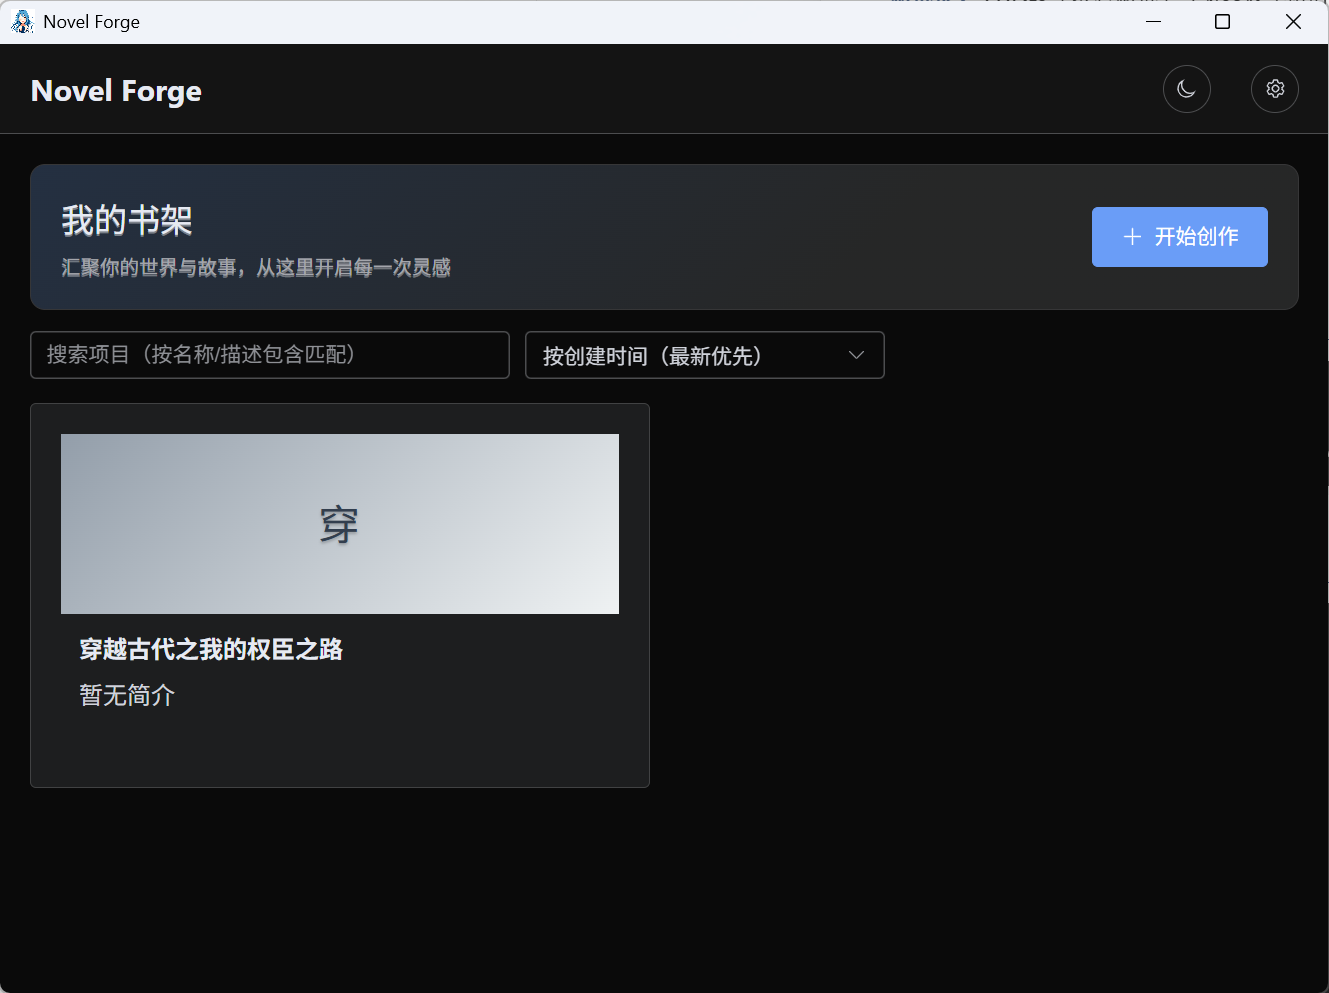 Novel Forge
Novel Forge
我的书架
汇聚你的世界与故事，从这里开启每一次灵感
开始创作
搜索项目（按名称/描述包含匹配）
按创建时间（最新优先）
穿
穿越古代之我的权臣之路
暂无简介